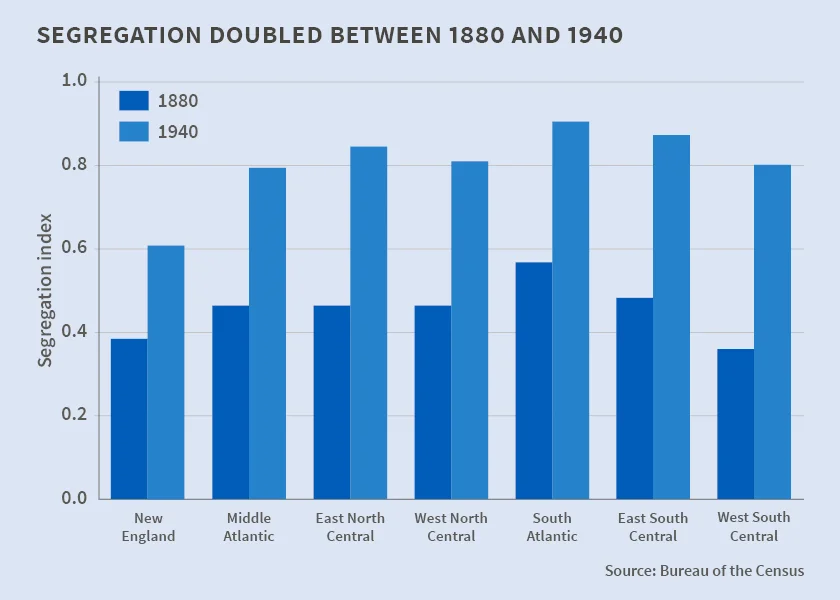 SEGREGATION DOUBLED BETWEEN 1880 AND 1940
1.0
0.8
0.6
0.4
0.2
0.0
Segregation index
1880
1940
New
England
Middle
Atlantic
East North
Central
West North
Central
South
Atlantic
East South
Central
West South
Central
Source: Bureau of the Census